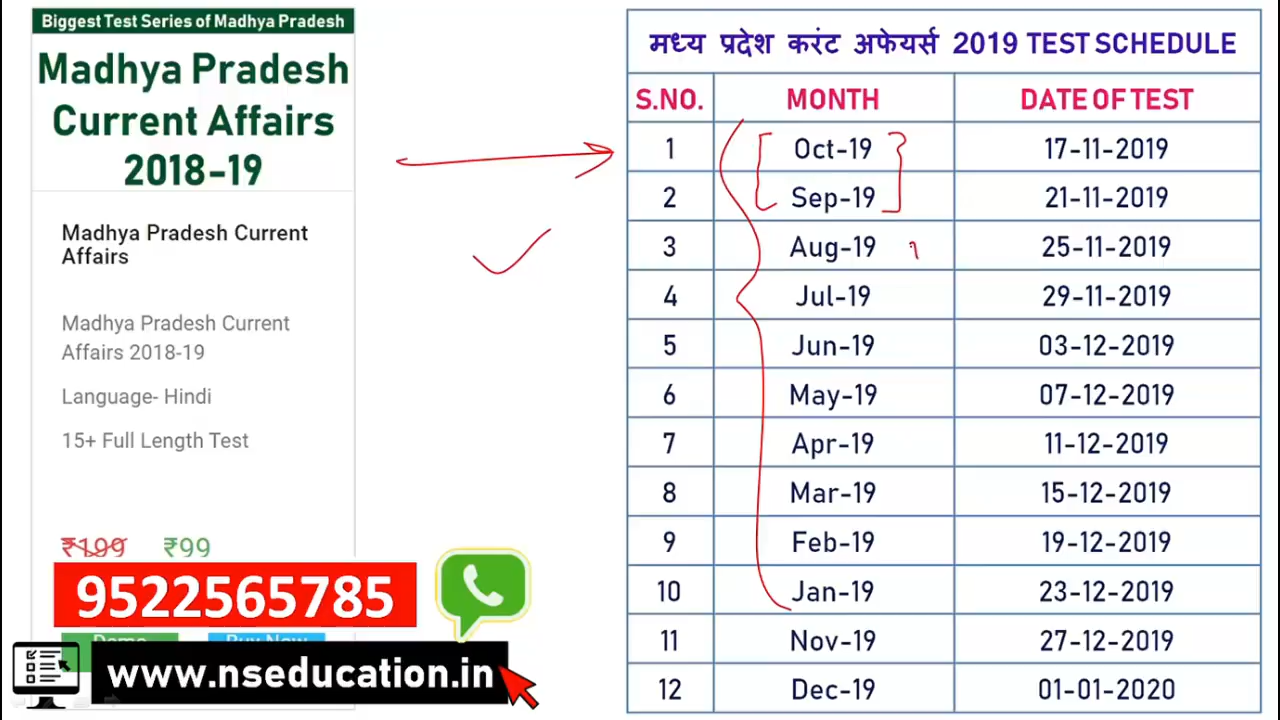 Biggest Test Series of Madhya Pradesh
Madhya Pradesh
Current Affairs
2018-19
Madhya Pradesh Current
Affairs
Madhya Pradesh Current
Affairs 2018-19
Language- Hindi
15+ Full Length Test
₹199 ₹99
9522565785
Demo Buy Now
www.nseducation.in
मध्य प्रदेश करंट अफेयर्स 2019 TEST SCHEDULE
S.NO. MONTH DATE OF TEST
1 Oct-19 17-11-2019
2 Sep-19 21-11-2019
3 Aug-19 25-11-2019
4 Jul-19 29-11-2019
5 Jun-19 03-12-2019
6 May-19 07-12-2019
7 Apr-19 11-12-2019
8 Mar-19 15-12-2019
9 Feb-19 19-12-2019
10 Jan-19 23-12-2019
11 Nov-19 27-12-2019
12 Dec-19 01-01-2020